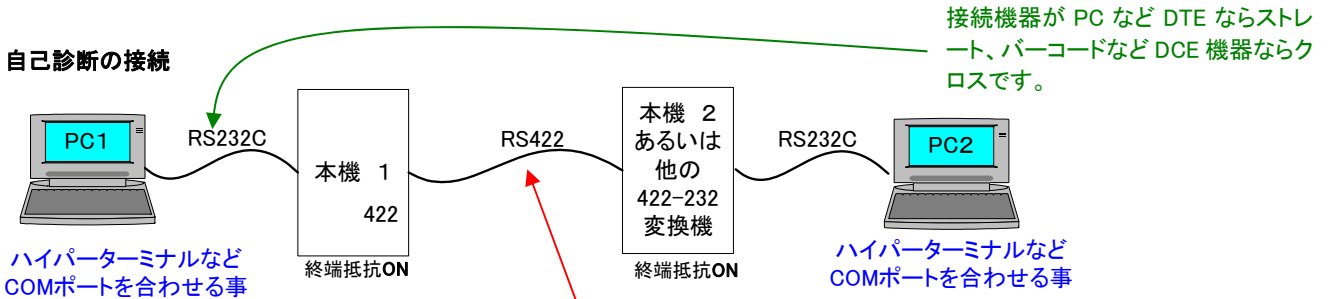 接続機器が PC など DTE ならストレ
ート、バーコードなど DCE 機器ならク
ロスです。
自己診断の接続
PC1
RS232C
本機 1
422
RS422
本機 2
あるいは
他の
422-232
変換機
RS232C
PC2
終端抵抗ON
終端抵抗ON
ハイパーターミナルなど
COMポートを合わせる事
ハイパーターミナルなど
COMポートを合わせる事